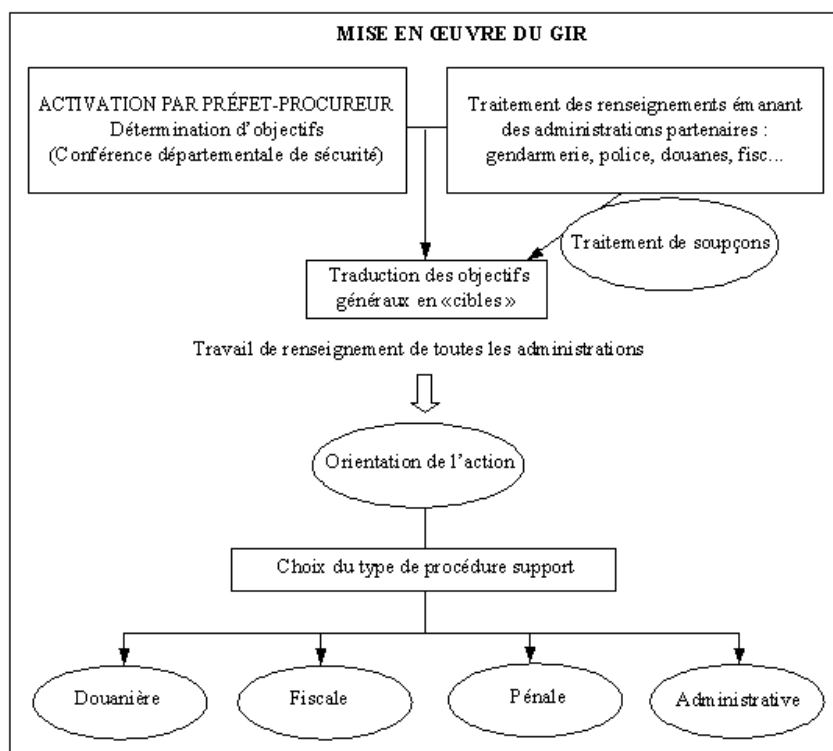 MISE EN ŒUVRE DU GIR
ACTIVATION PAR PRÉFET-PROCUREUR
Détermination d'objectifs
(Conférence départementale de sécurité)
Traitement des renseignements émanant
des administrations partenaires :
gendarmerie, police, douanes, fisc...
Traitement de soupçons
Traduction des objectifs
généraux en «cibles»
Travail de renseignement de toutes les administrations
Orientation de l'action
Choix du type de procédure support
Douanière
Fiscale
Pénale
Administrative